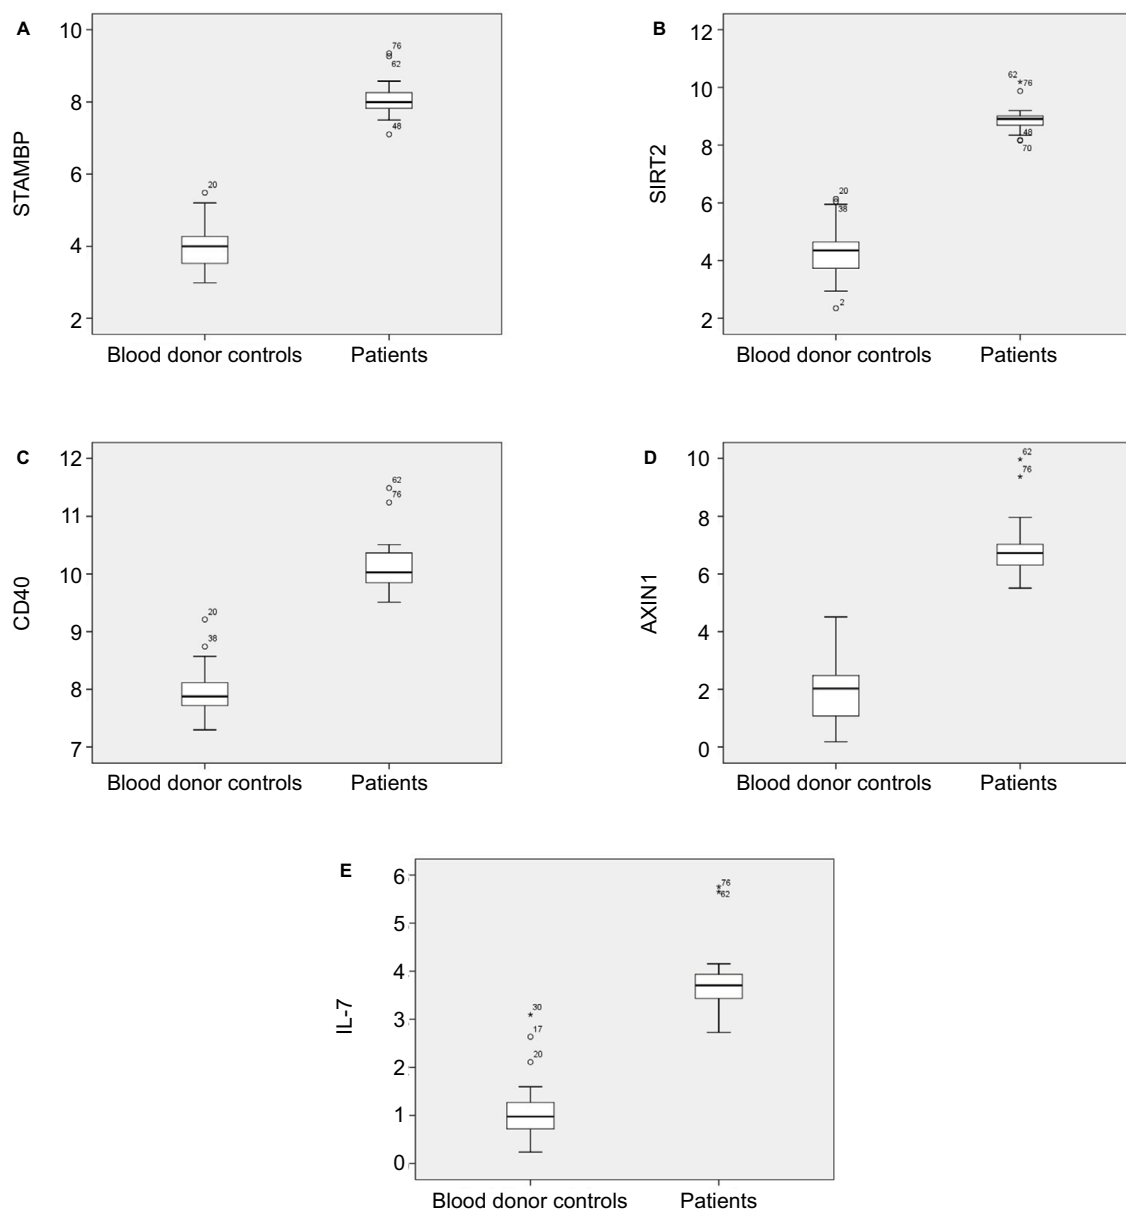 A
STAMBP
10
8
6
4
2
76
62
48
20
Blood donor controls
Patients
B
SIRT2
12
10
8
6
4
2
62
76
48
70
20
38
2
Blood donor controls
Patients
C
CD40
12
11
10
9
8
7
62
76
20
38
Blood donor controls
Patients
D
AXIN1
10
8
6
4
2
0
62
76
Blood donor controls
Patients
E
IL-7
6
5
4
3
2
1
0
76
62
30
17
20
Blood donor controls
Patients